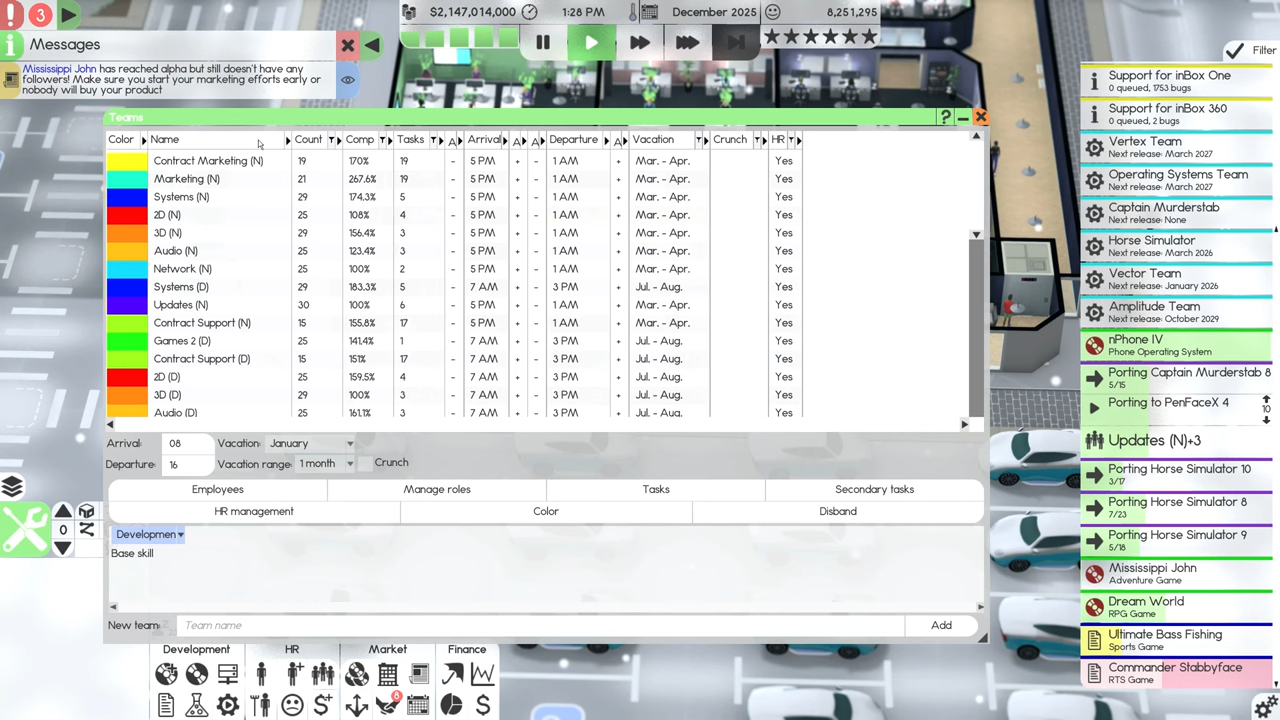 3
$2,147,014,000
1:28 PM
December 2025
8,251,295
Messages
Mississippi John has reached alpha but still doesn't have any
followers! Make sure you start your marketing efforts early or
nobody will buy your product
Filter
Teams
?
Color Name Count Comp Tasks A Arrival A A Departure A Vacation Crunch HR
Contract Marketing (N) 19 170% 19 - 5 PM + - 1 AM + Mar. - Apr. Yes
Marketing (N) 21 267.6% 19 - 5 PM + - 1 AM + Mar. - Apr. Yes
Systems (N) 29 174.3% 5 - 5 PM + - 1 AM + Mar. - Apr. Yes
2D (N) 25 108% 4 - 5 PM + - 1 AM + Mar. - Apr. Yes
3D (N) 29 156.4% 3 - 5 PM + - 1 AM + Mar. - Apr. Yes
Audio (N) 25 123.4% 3 - 5 PM + - 1 AM + Mar. - Apr. Yes
Network (N) 25 100% 2 - 5 PM + - 1 AM + Mar. - Apr. Yes
Systems (D) 29 183.3% 5 - 7 AM + - 3 PM + Jul. - Aug. Yes
Updates (N) 30 100% 6 - 5 PM + - 1 AM + Mar. - Apr. Yes
Contract Support (N) 15 155.8% 17 - 5 PM + - 1 AM + Mar. - Apr. Yes
Games 2 (D) 25 141.4% 1 - 7 AM + - 3 PM + Jul. - Aug. Yes
Contract Support (D) 15 151% 17 - 7 AM + - 3 PM + Jul. - Aug. Yes
2D (D) 25 159.5% 4 - 7 AM + - 3 PM + Jul. - Aug. Yes
3D (D) 29 100% 3 - 7 AM + - 3 PM + Jul. - Aug. Yes
Audio (D) 25 161.1% 3 - 7 AM + - 3 PM + Jul. - Aug. Yes
Arrival: 08 Vacation: January
Departure: 16 Vacation range: 1 month Crunch
Employees Manage roles Tasks Secondary tasks
HR management Color Disband
Developmen
Base skill
New team: Team name Add
0
Development HR Market Finance
8
Support for inBox One
0 queued, 1753 bugs
Support for inBox 360
0 queued, 2 bugs
Vertex Team
Next release: March 2027
Operating Systems Team
Next release: March 2027
Captain Murderstab
Next release: None
Horse Simulator
Next release: March 2026
Vector Team
Next release: January 2026
Amplitude Team
Next release: October 2029
nPhone IV
Phone Operating System
Porting Captain Murderstab 8
5/15
Porting to PenFaceX 4
10
Updates (N)+3
Porting Horse Simulator 10
3/17
Porting Horse Simulator 8
7/23
Porting Horse Simulator 9
5/18
Mississippi John
Adventure Game
Dream World
RPG Game
Ultimate Bass Fishing
Sports Game
Commander Stabbyface
RTS Game